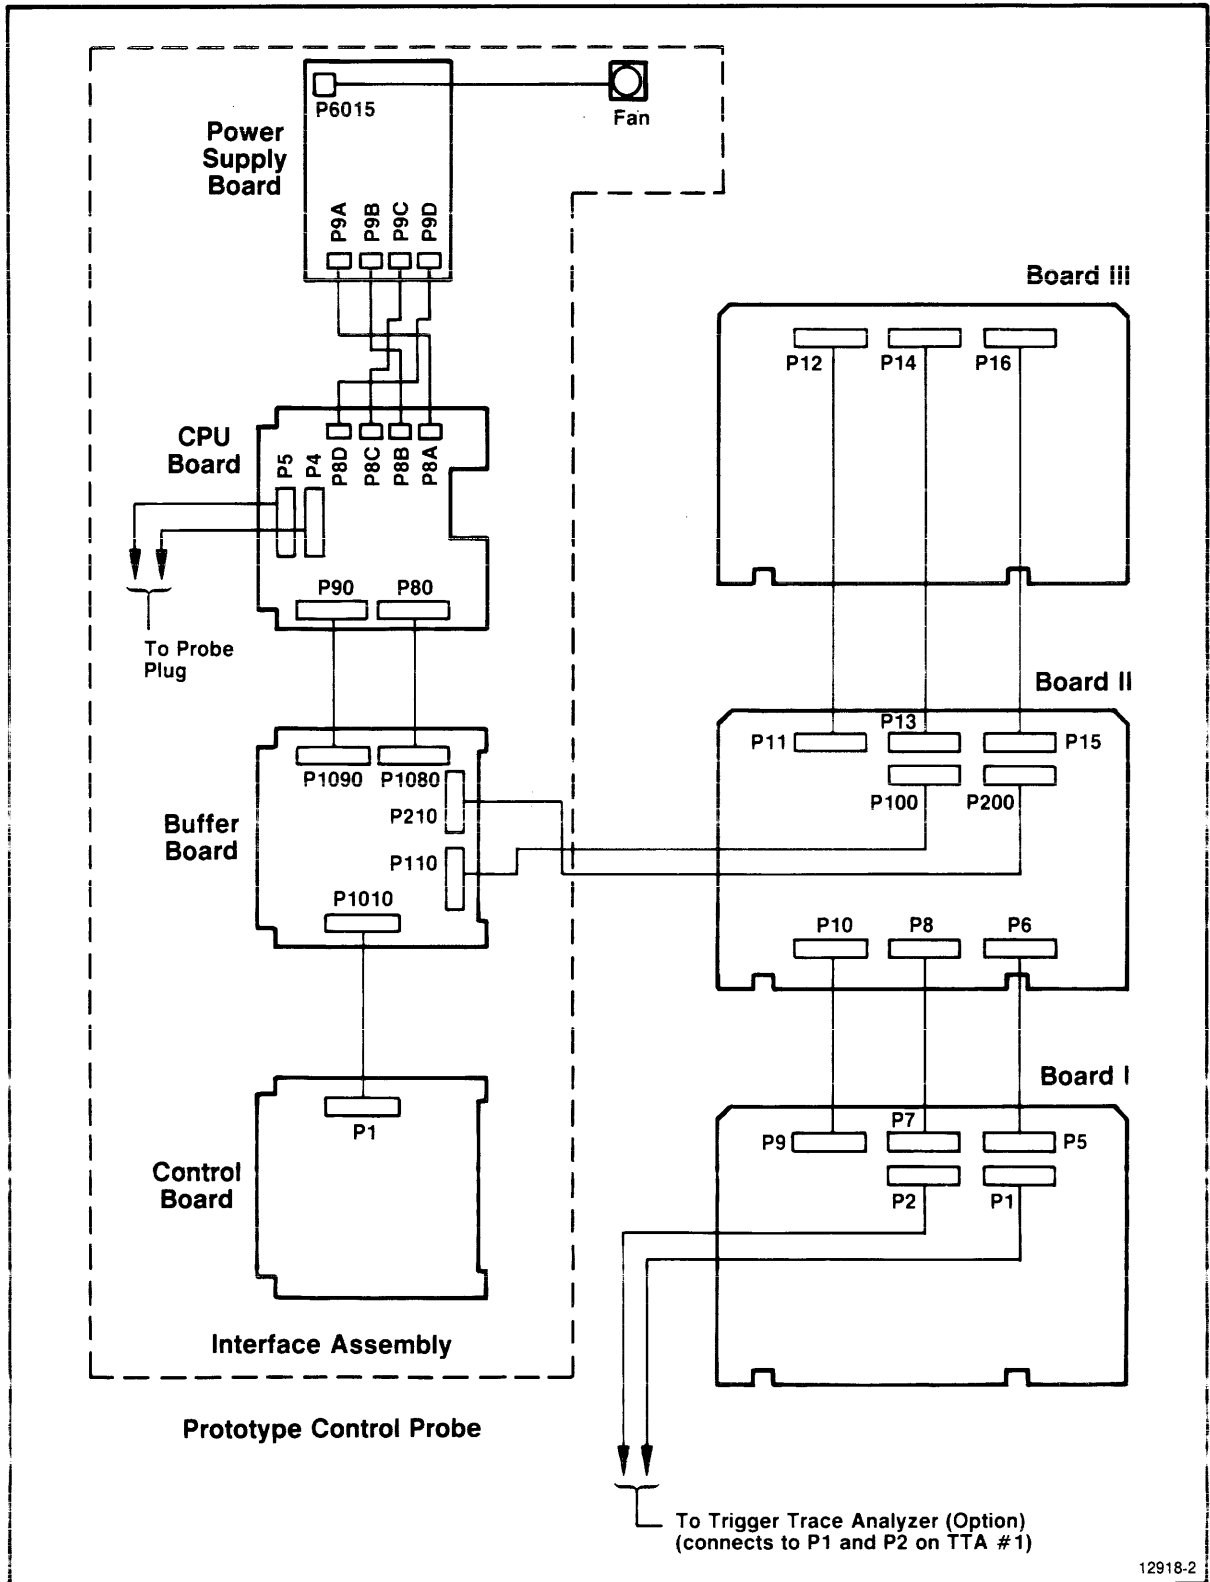 P6015
Fan
Power
Supply
Board
P9A
P9B
P9C
P9D
Board III
P12
P14
P16
CPU
Board
P5
P4
P8D
P8C
P8B
P8A
P90
P80
To Probe
Plug
Board II
P13
P11
P15
P1090
P1080
P100
P200
P210
Buffer
Board
P110
P1010
P10
P8
P6
Board I
P1
P7
P9
P5
P2
P1
Control
Board
Interface Assembly
Prototype Control Probe
To Trigger Trace Analyzer (Option)
(connects to P1 and P2 on TTA #1)
12918-2